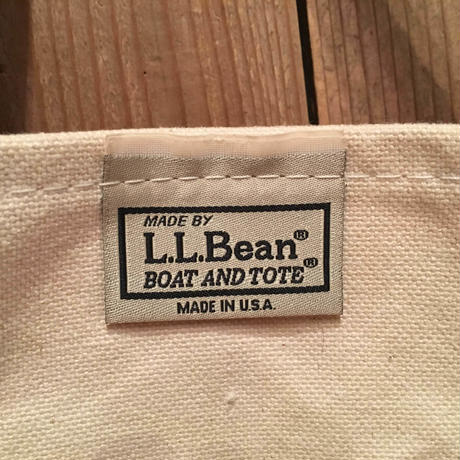 MADE BY
L.L.Bean®
BOAT AND TOTE®
MADE IN U.S.A.